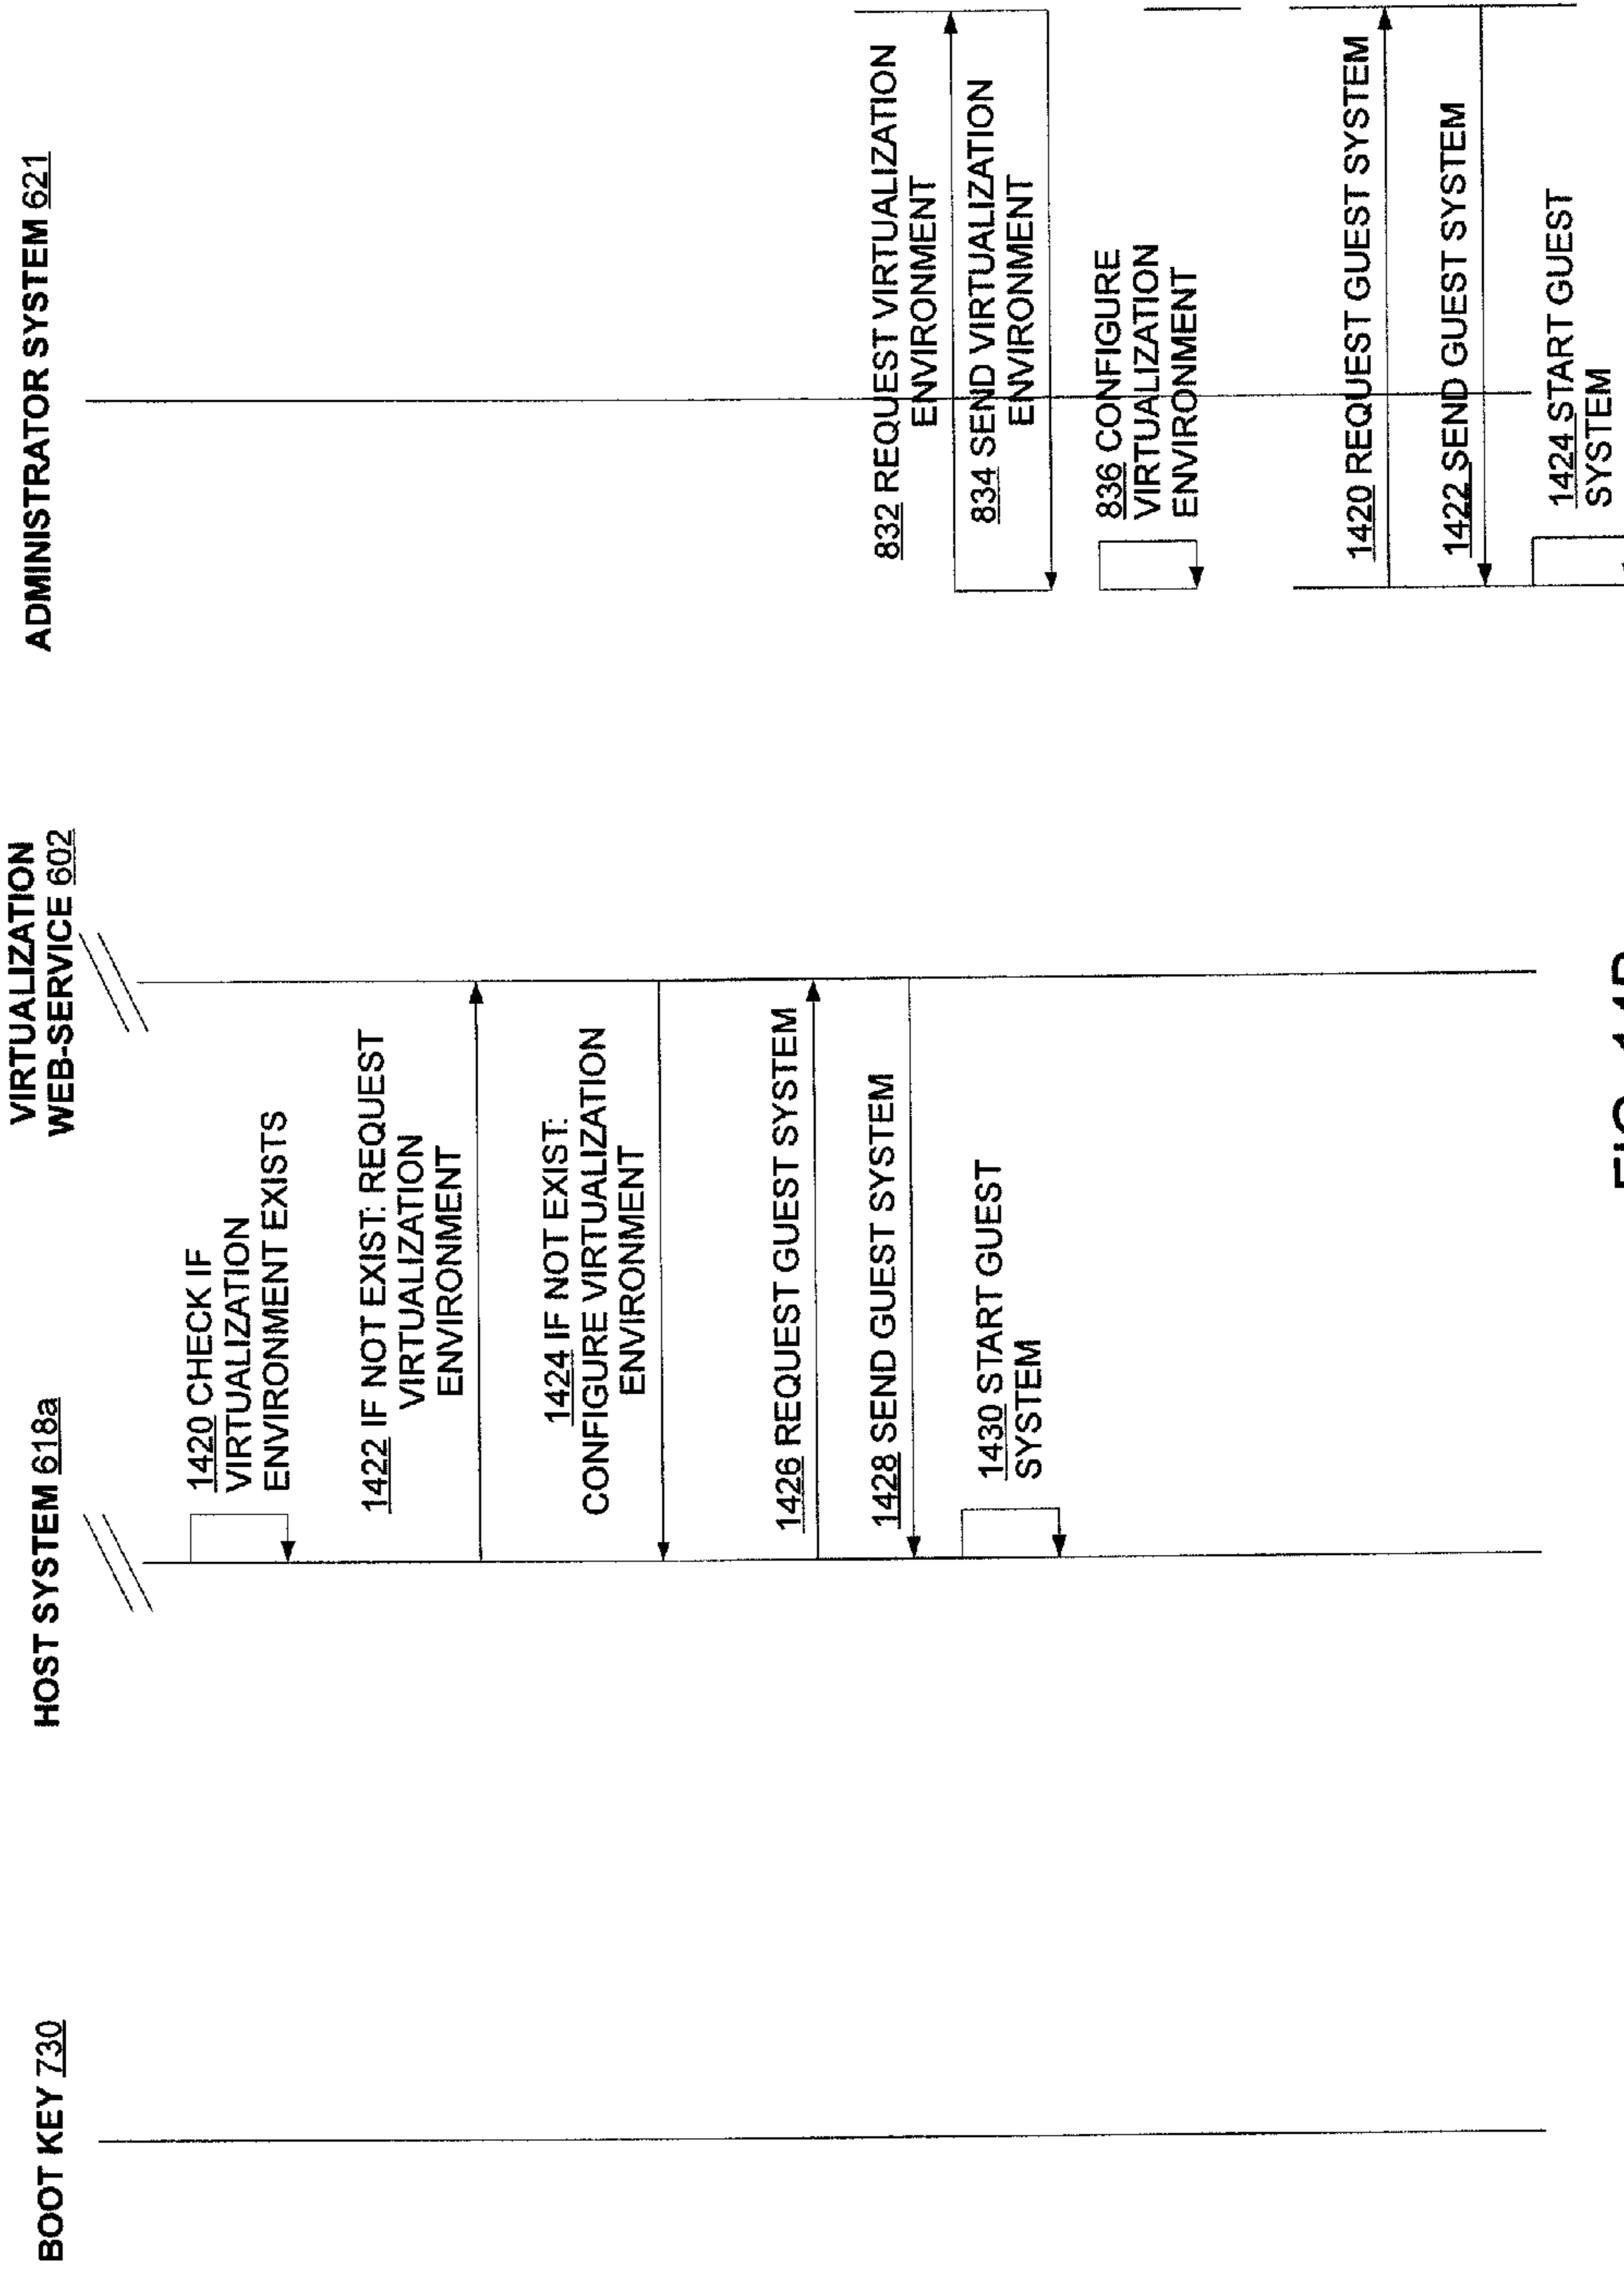 BOOT KEY 730
HOST SYSTEM 618a
VIRTUALIZATION
WEB-SERVICE 602
ADMINISTRATOR SYSTEM 621
1420 CHECK IF
VIRTUALIZATION
ENVIRONMENT EXISTS
1422 IF NOT EXIST: REQUEST
VIRTUALIZATION
ENVIRONMENT
1424 IF NOT EXIST:
CONFIGURE VIRTUALIZATION
ENVIRONMENT
1426 REQUEST GUEST SYSTEM
1428 SEND GUEST SYSTEM
1430 START GUEST
SYSTEM
832 REQUEST VIRTUALIZATION
ENVIRONMENT
834 SEND VIRTUALIZATION
ENVIRONMENT
836 CONFIGURE
VIRTUALIZATION
ENVIRONMENT
1420 REQUEST GUEST SYSTEM
1422 SEND GUEST SYSTEM
1424 START GUEST
SYSTEM